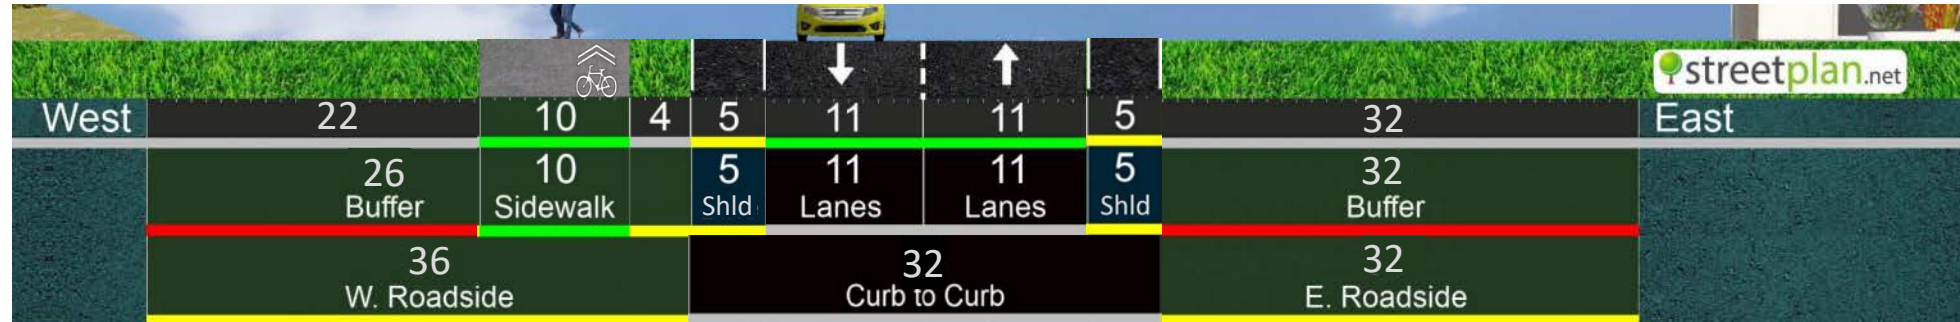 streetplan.net
West 22 10 4 5 11 11 5 32 East
26 10 5 11 11 5 32
Buffer Sidewalk Shld Lanes Lanes Shld Buffer
36 32 32
W. Roadside Curb to Curb E. Roadside